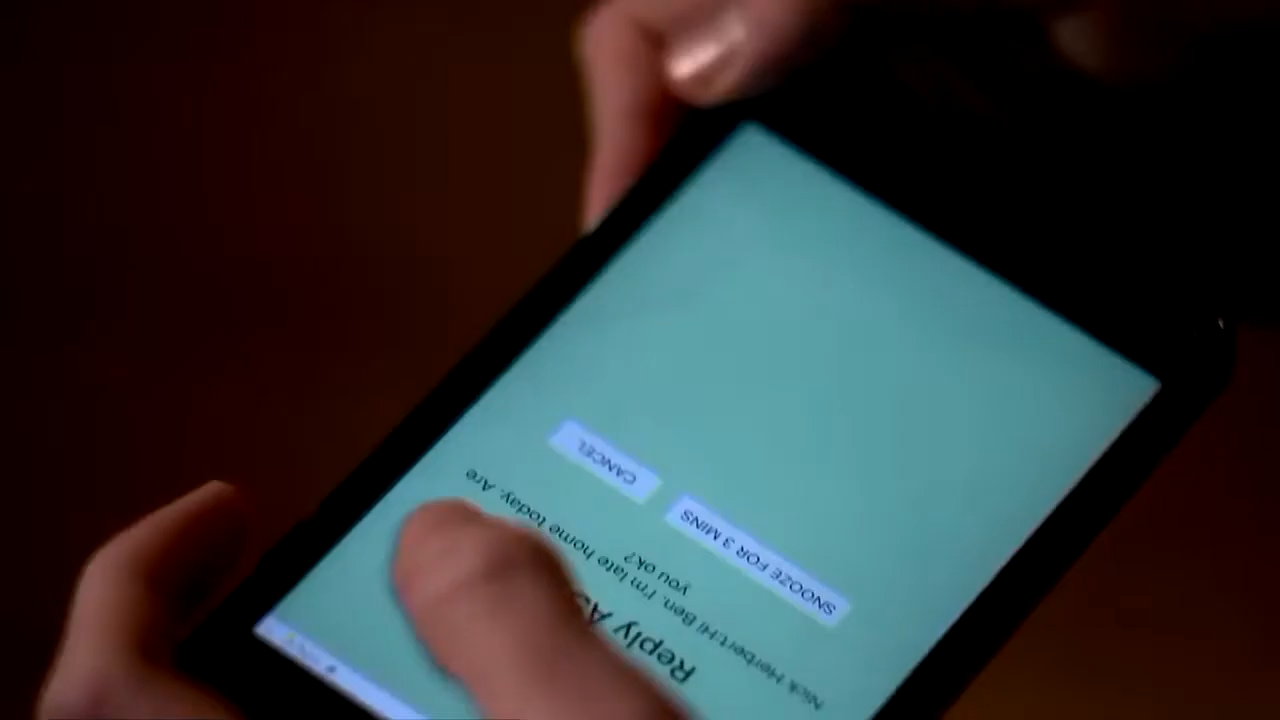 Reply
Nick Herbert:Hi Ben. I'm late home today. Are
you ok?
SNOOZE FOR 3 MINS
CANCEL